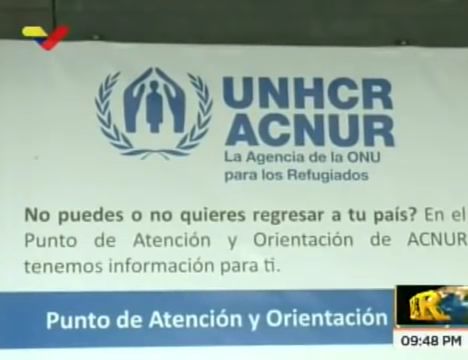 UNHCR
ACNUR
La Agencia de la ONU
para los Refugiados
No puedes o no quieres regresar a tu país? En el
Punto de Atención y Orientación de ACNUR
tenemos información para ti.
Punto de Atención y Orientación
09:48 PM